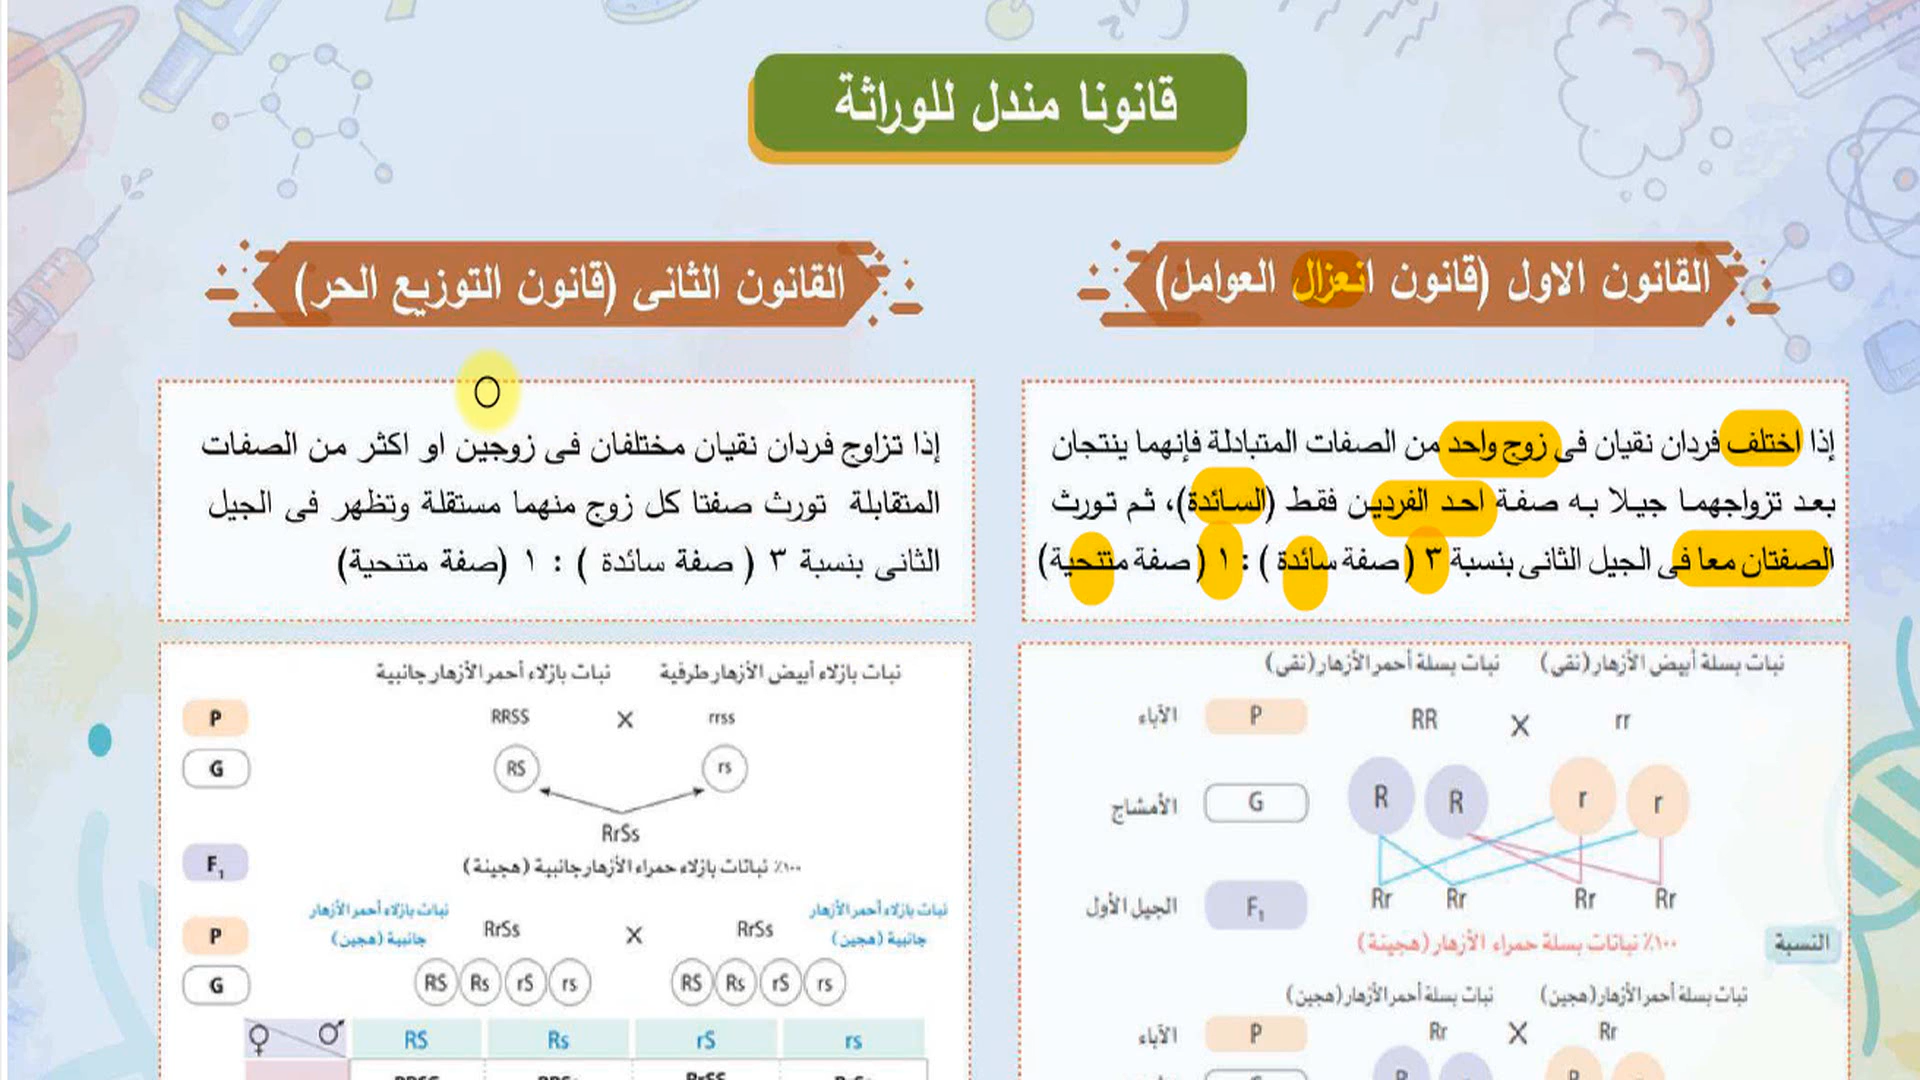 قانونا مندل للوراثة
القانون الاول (قانون انعزال العوامل)
إذا اختلف فردان نقيان فى زوج واحد من الصفات المتبادلة فإنهما ينتجان
بعد تزواجهما جيلا به صفة احد الفردين فقط (السائدة)، ثم تورث
الصفتان معا فى الجيل الثانى بنسبة ٣ ( صفة سائدة ) : ١ ( صفة متنحية)
نبات بسلة أبيض الأزهار (نقى) نبات بسلة أحمر الأزهار (نقى)
الآباء P RR X rr
الأمشاج G R R r r
الجيل الأول F1 Rr Rr Rr Rr
النسبة ١٠٠٪ نباتات بسلة حمراء الأزهار (هجينة)
نبات بسلة أحمر الأزهار (هجين) نبات بسلة أحمر الأزهار (هجين)
الآباء P Rr X Rr
القانون الثانى (قانون التوزيع الحر)
إذا تزاوج فردان نقيان مختلفان فى زوجين او اكثر من الصفات
المتقابلة تورث صفتا كل زوج منهما مستقلة وتظهر فى الجيل
الثانى بنسبة ٣ ( صفة سائدة ) : ١ (صفة متنحية)
نبات بازلاء أبيض الأزهار طرفية نبات بازلاء أحمر الأزهار جانبية
P RRSS X rrss
G RS rs
RrSs
F1 ١٠٠٪ نباتات بازلاء حمراء الأزهار جانبية (هجينة)
نبات بازلاء أحمر الأزهار نبات بازلاء أحمر الأزهار
جانبية (هجين) جانبية (هجين)
P RrSs X RrSs
G RS Rs rS rs RS Rs rS rs
♀ ♂ RS Rs rS rs